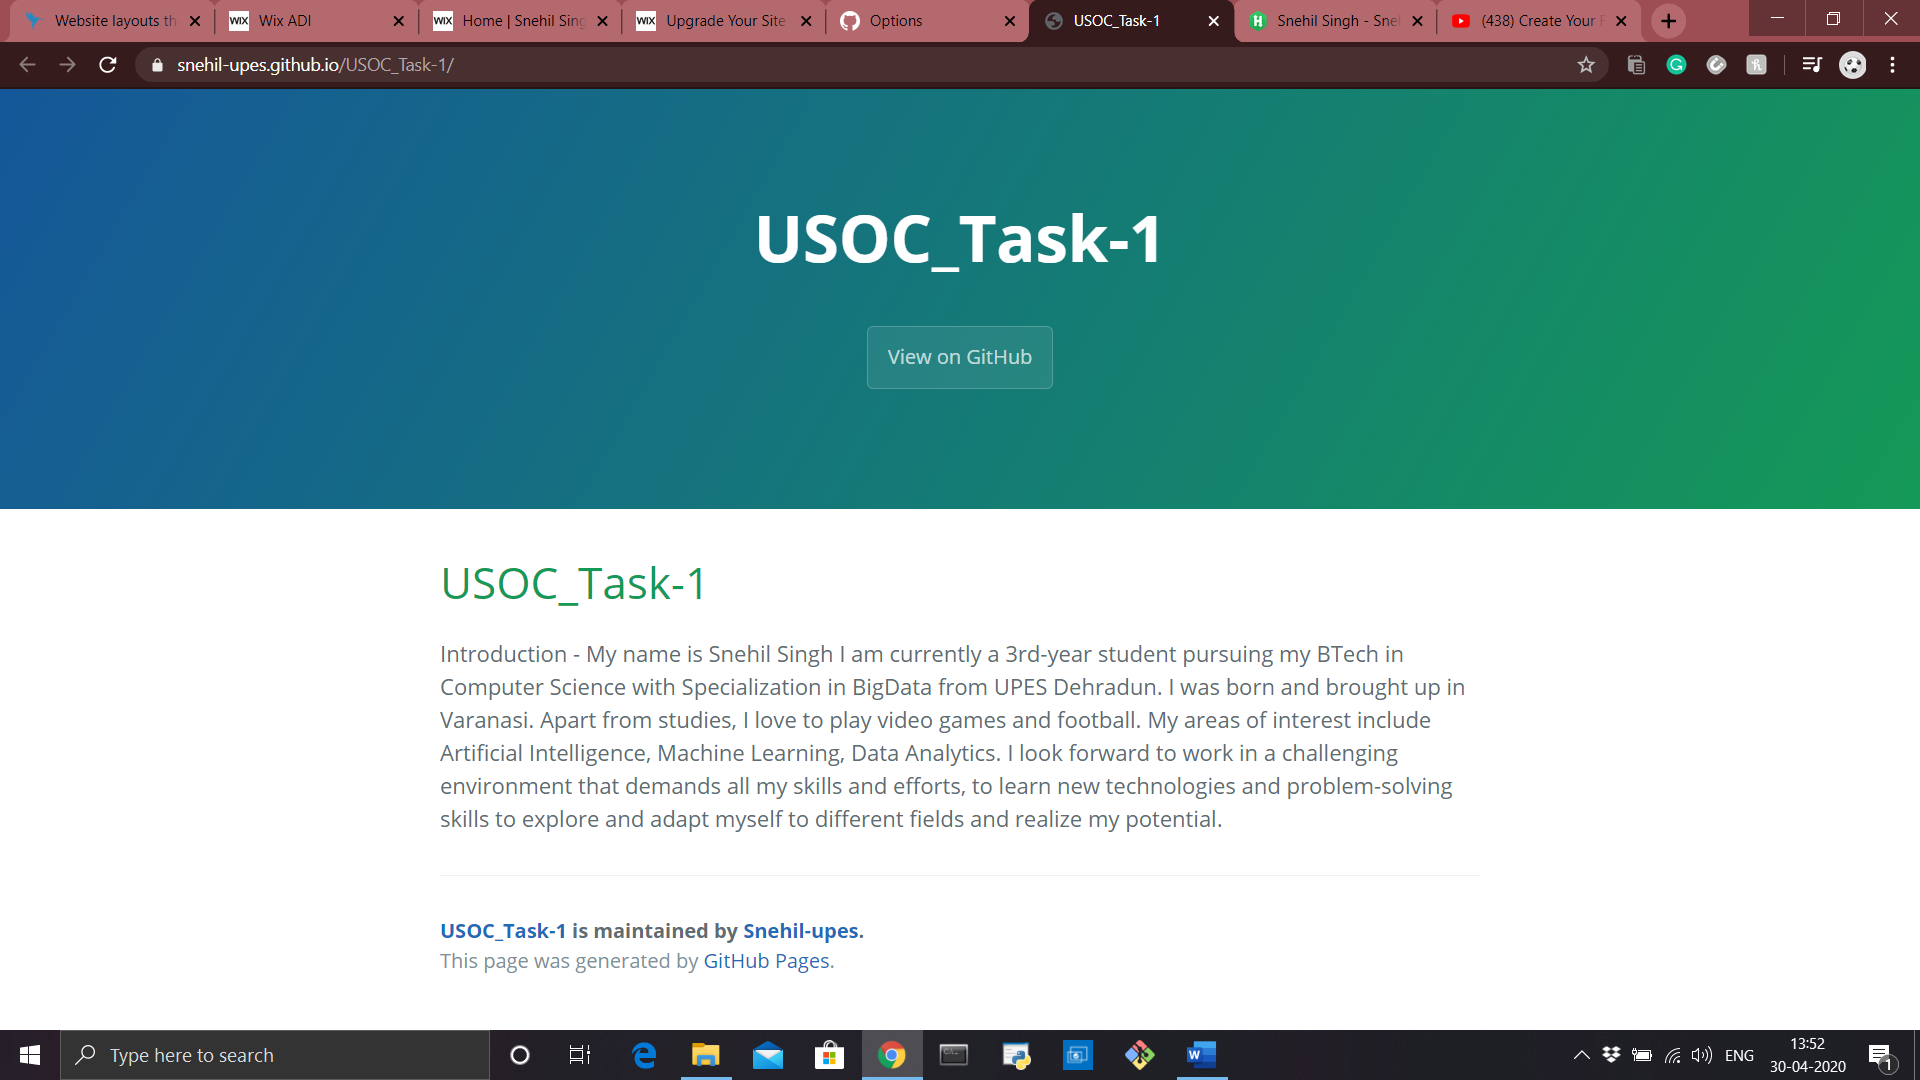 Website layouts th
Wix ADI
Home | Snehil Sing
Upgrade Your Site
Options
USOC_Task-1
Snehil Singh - Snel
(438) Create Your F
snehil-upes.github.io/USOC_Task-1/
USOC_Task-1
View on GitHub
USOC_Task-1
Introduction - My name is Snehil Singh I am currently a 3rd-year student pursuing my BTech in
Computer Science with Specialization in BigData from UPES Dehradun. I was born and brought up in
Varanasi. Apart from studies, I love to play video games and football. My areas of interest include
Artificial Intelligence, Machine Learning, Data Analytics. I look forward to work in a challenging
environment that demands all my skills and efforts, to learn new technologies and problem-solving
skills to explore and adapt myself to different fields and realize my potential.
USOC_Task-1 is maintained by Snehil-upes.
This page was generated by GitHub Pages.
Type here to search
ENG
13:52
30-04-2020
1